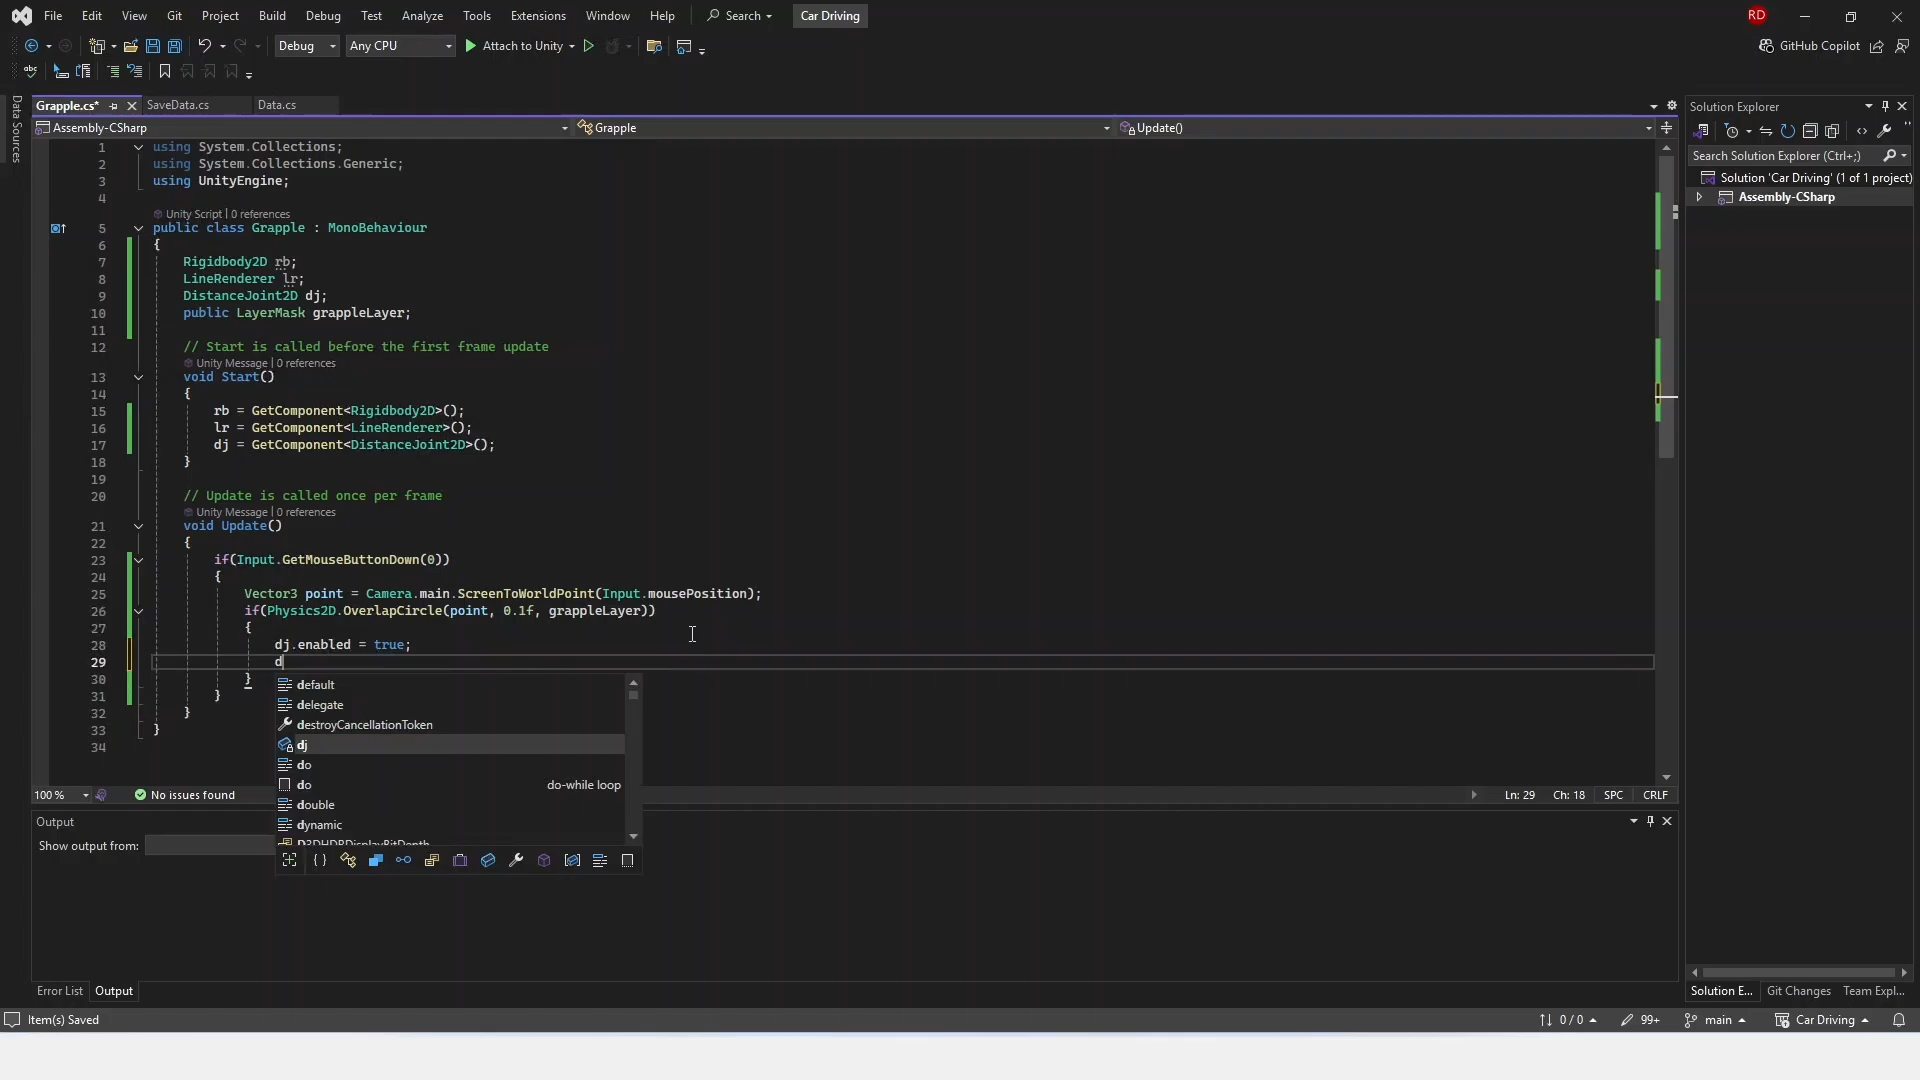 File Edit View Git Project Build Debug Test Analyze Tools Extensions Window Help Search Car Driving RD
Debug Any CPU Attach to Unity GitHub Copilot
abc
Grapple.cs* SaveData.cs Data.cs
Assembly-CSharp Grapple Update()
Data Sources
1 using System.Collections;
2 using System.Collections.Generic;
3 using UnityEngine;
4
Unity Script | 0 references
5 public class Grapple : MonoBehaviour
6 {
7 Rigidbody2D rb;
8 LineRenderer lr;
9 DistanceJoint2D dj;
10 public LayerMask grappleLayer;
11
12 // Start is called before the first frame update
Unity Message | 0 references
13 void Start()
14 {
15 rb = GetComponent<Rigidbody2D>();
16 lr = GetComponent<LineRenderer>();
17 dj = GetComponent<DistanceJoint2D>();
18 }
19
20 // Update is called once per frame
Unity Message | 0 references
21 void Update()
22 {
23 if(Input.GetMouseButtonDown(0))
24 {
25 Vector3 point = Camera.main.ScreenToWorldPoint(Input.mousePosition);
26 if(Physics2D.OverlapCircle(point, 0.1f, grappleLayer))
27 {
28 dj.enabled = true;
29 d
30 }
31 }
32 }
33 }
34
default
delegate
destroyCancellationToken
dj
do
do do-while loop
double
dynamic
D3DHDRDisplayBitDepth
100 % No issues found Ln: 29 Ch: 18 SPC CRLF
Output
Show output from:
Error List Output
Solution Explorer
Search Solution Explorer (Ctrl+;)
Solution 'Car Driving' (1 of 1 project)
Assembly-CSharp
Solution E... Git Changes Team Expl...
Item(s) Saved 0 / 0 99+ main Car Driving